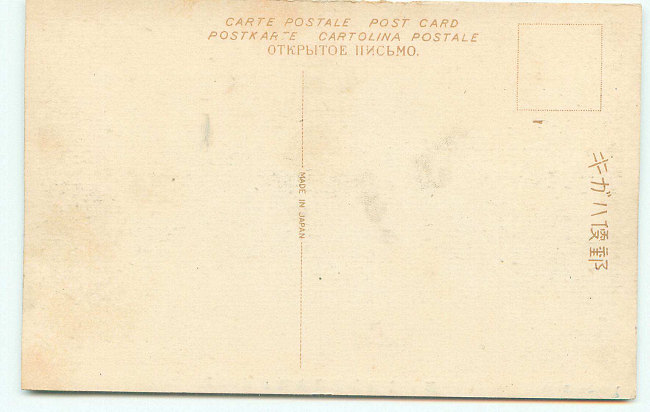 CARTE POSTALE POST CARD
POSTKARTE CARTOLINA POSTALE
ОТКРЫТОЕ ПИСЬМО.
MADE IN JAPAN
郵便ハガキ